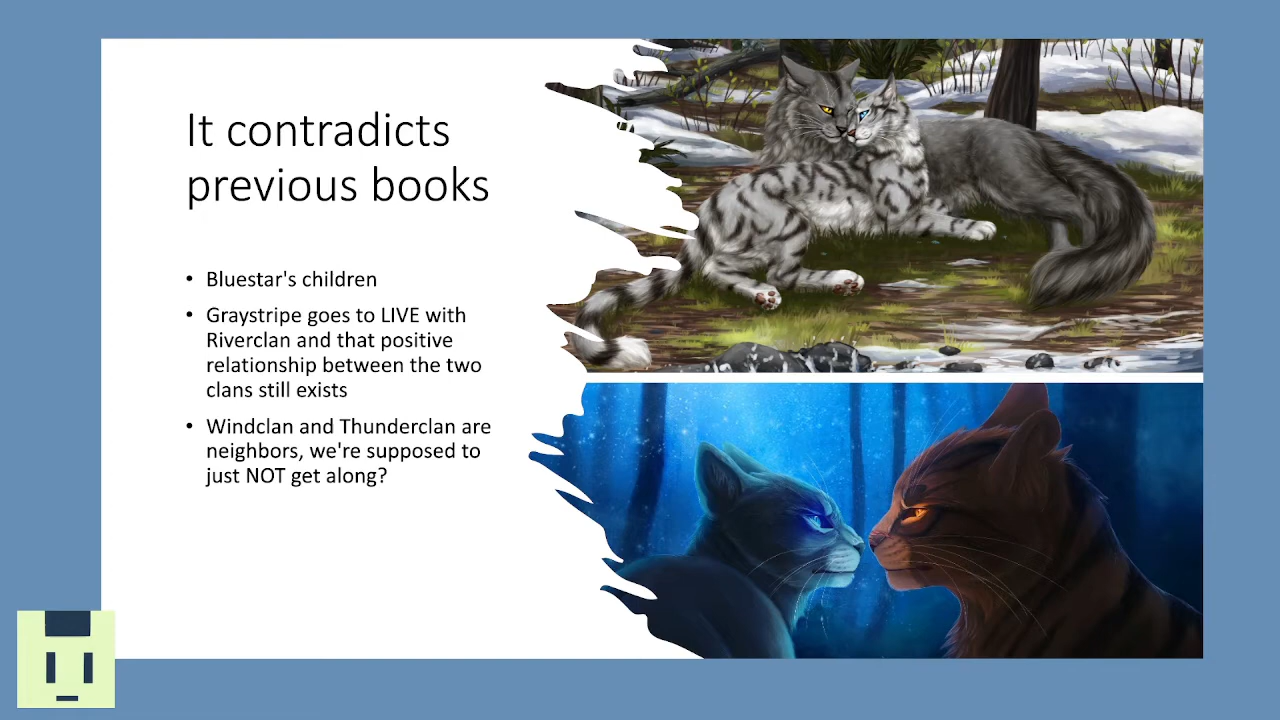 It contradicts
previous books
• Bluestar's children
• Graystripe goes to LIVE with
Riverclan and that positive
relationship between the two
clans still exists
• Windclan and Thunderclan are
neighbors, we're supposed to
just NOT get along?